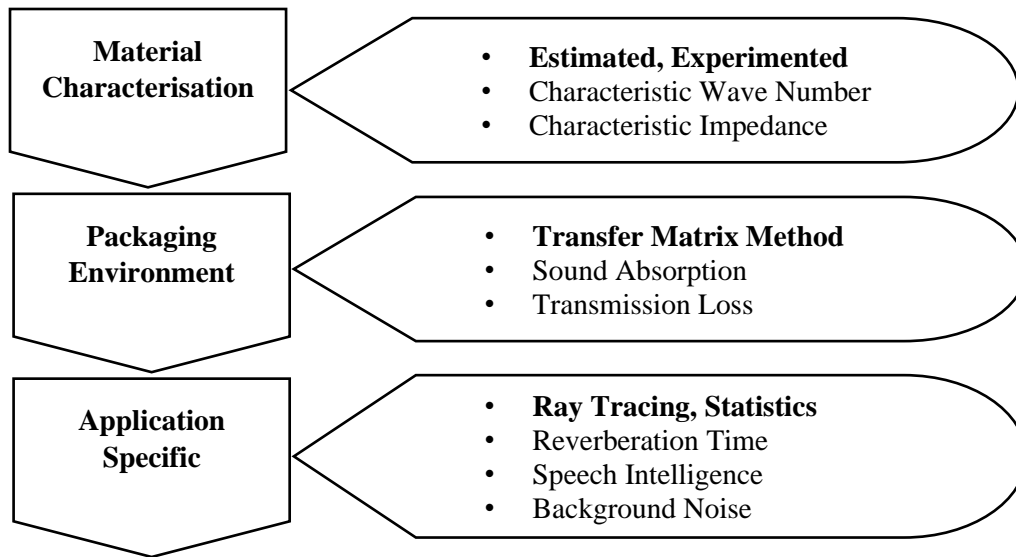 Material
Characterisation
• Estimated, Experimented
• Characteristic Wave Number
• Characteristic Impedance
Packaging
Environment
• Transfer Matrix Method
• Sound Absorption
• Transmission Loss
Application
Specific
• Ray Tracing, Statistics
• Reverberation Time
• Speech Intelligence
• Background Noise